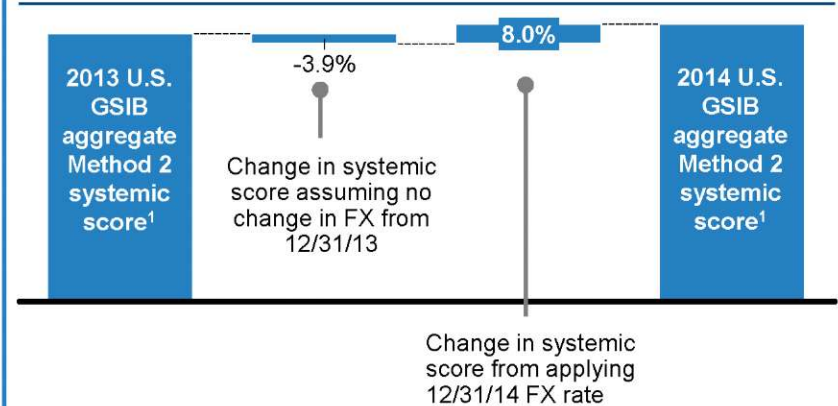 2013 U.S.
GSIB
aggregate
Method 2
systemic
score¹
-3.9%
Change in systemic
score assuming no
change in FX from
12/31/13
8.0%
Change in systemic
score from applying
12/31/14 FX rate
2014 U.S.
GSIB
aggregate
Method 2
systemic
score¹